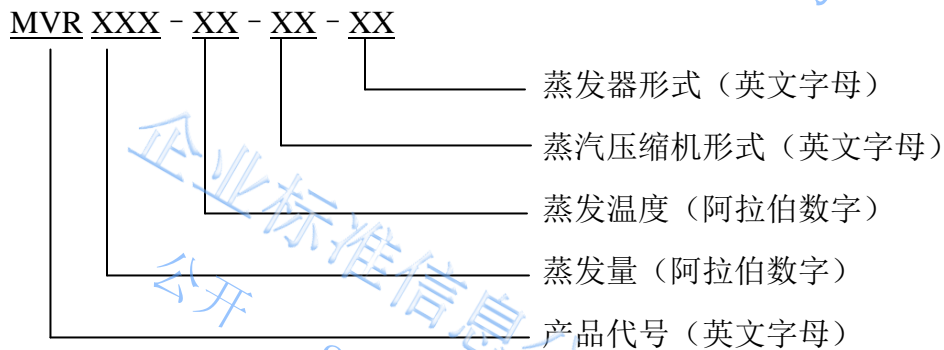 MVR XXX - XX - XX - XX
蒸发器形式（英文字母）
蒸汽压缩机形式（英文字母）
蒸发温度（阿拉伯数字）
蒸发量（阿拉伯数字）
产品代号（英文字母）
企业标准信息公
公开